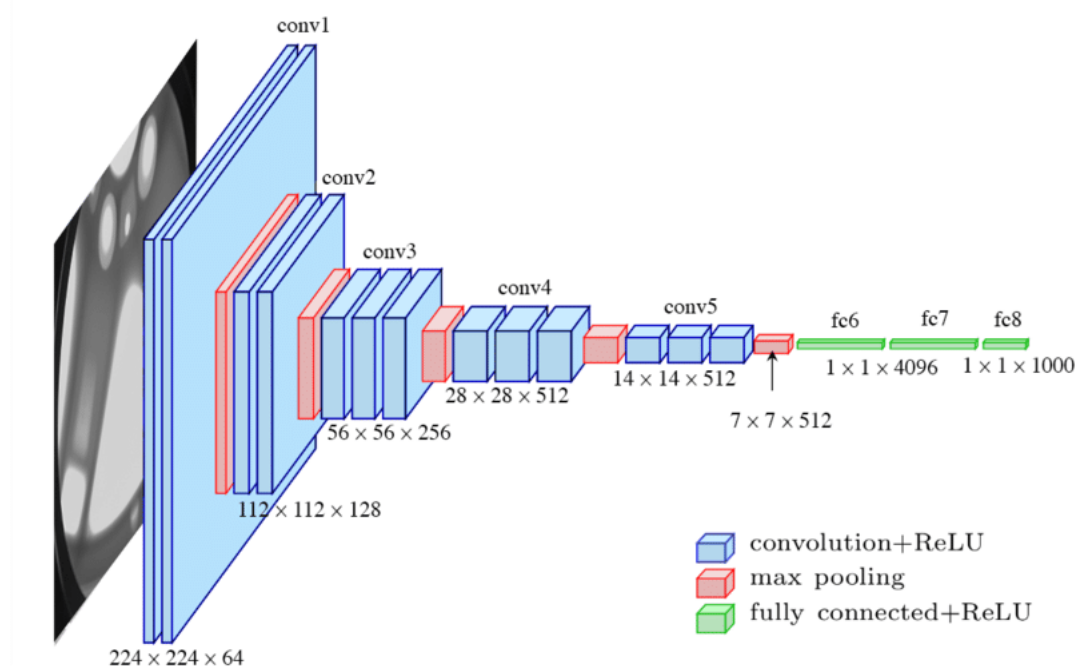 conv1
conv2
conv3
conv4
conv5
fc6
fc7
fc8
1 × 1 × 4096
1 × 1 × 1000
14 × 14 × 512
28 × 28 × 512
7 × 7 × 512
56 × 56 × 256
112 × 112 × 128
convolution+ReLU
max pooling
fully connected+ReLU
224 × 224 × 64